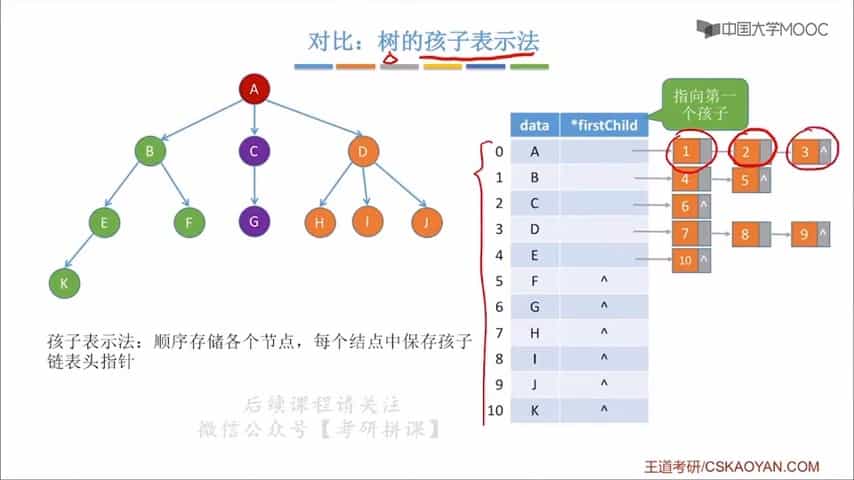 中国大学MOOC
对比：树的孩子表示法
指向第一
个孩子
A
B C D
E F G H I J
K
data *firstChild
0 A 1 2 3 ^
1 B 4 5 ^
2 C 6 ^
3 D 7 8 9 ^
4 E 10 ^
5 F ^
6 G ^
7 H ^
8 I ^
9 J ^
10 K ^
孩子表示法：顺序存储各个节点，每个结点中保存孩子
链表头指针
后续课程请关注
微信公众号【考研拼课】
王道考研/CSKAOYAN.COM